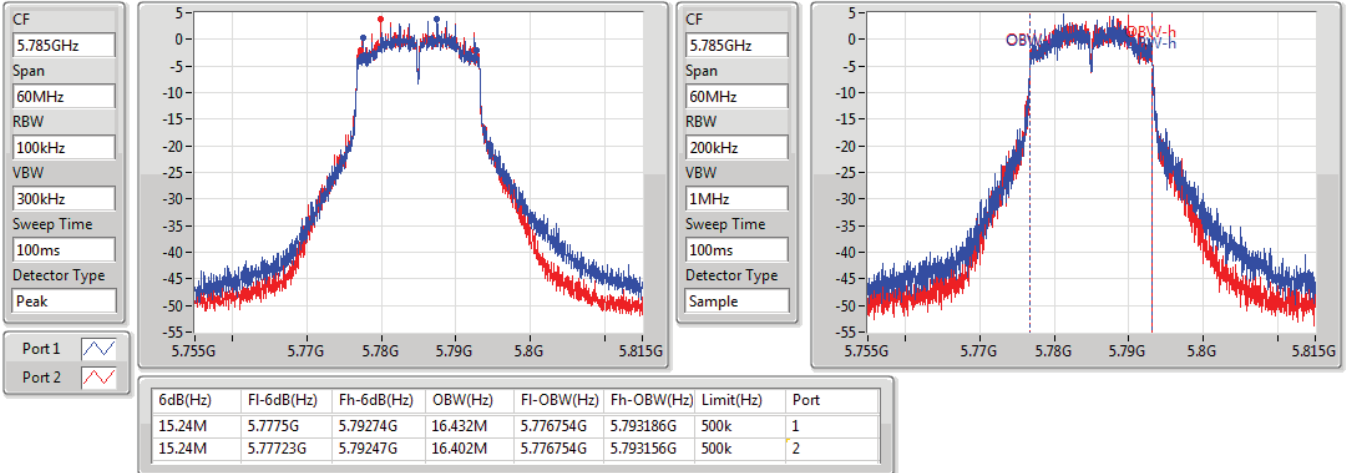 CF
5.785GHz
Span
60MHz
RBW
100kHz
VBW
300kHz
Sweep Time
100ms
Detector Type
Peak
Port 1
Port 2
5
0
-5
-10
-15
-20
-25
-30
-35
-40
-45
-50
-55
5.755G 5.77G 5.78G 5.79G 5.8G 5.815G
CF
5.785GHz
Span
60MHz
RBW
200kHz
VBW
1MHz
Sweep Time
100ms
Detector Type
Sample
5
0
-5
-10
-15
-20
-25
-30
-35
-40
-45
-50
-55
OBW
OBW-h
OBW-h
5.755G 5.77G 5.78G 5.79G 5.8G 5.815G
6dB(Hz) Fl-6dB(Hz) Fh-6dB(Hz) OBW(Hz) Fl-OBW(Hz) Fh-OBW(Hz) Limit(Hz) Port
15.24M 5.7775G 5.79274G 16.432M 5.776754G 5.793186G 500k 1
15.24M 5.77723G 5.79247G 16.402M 5.776754G 5.793156G 500k 2